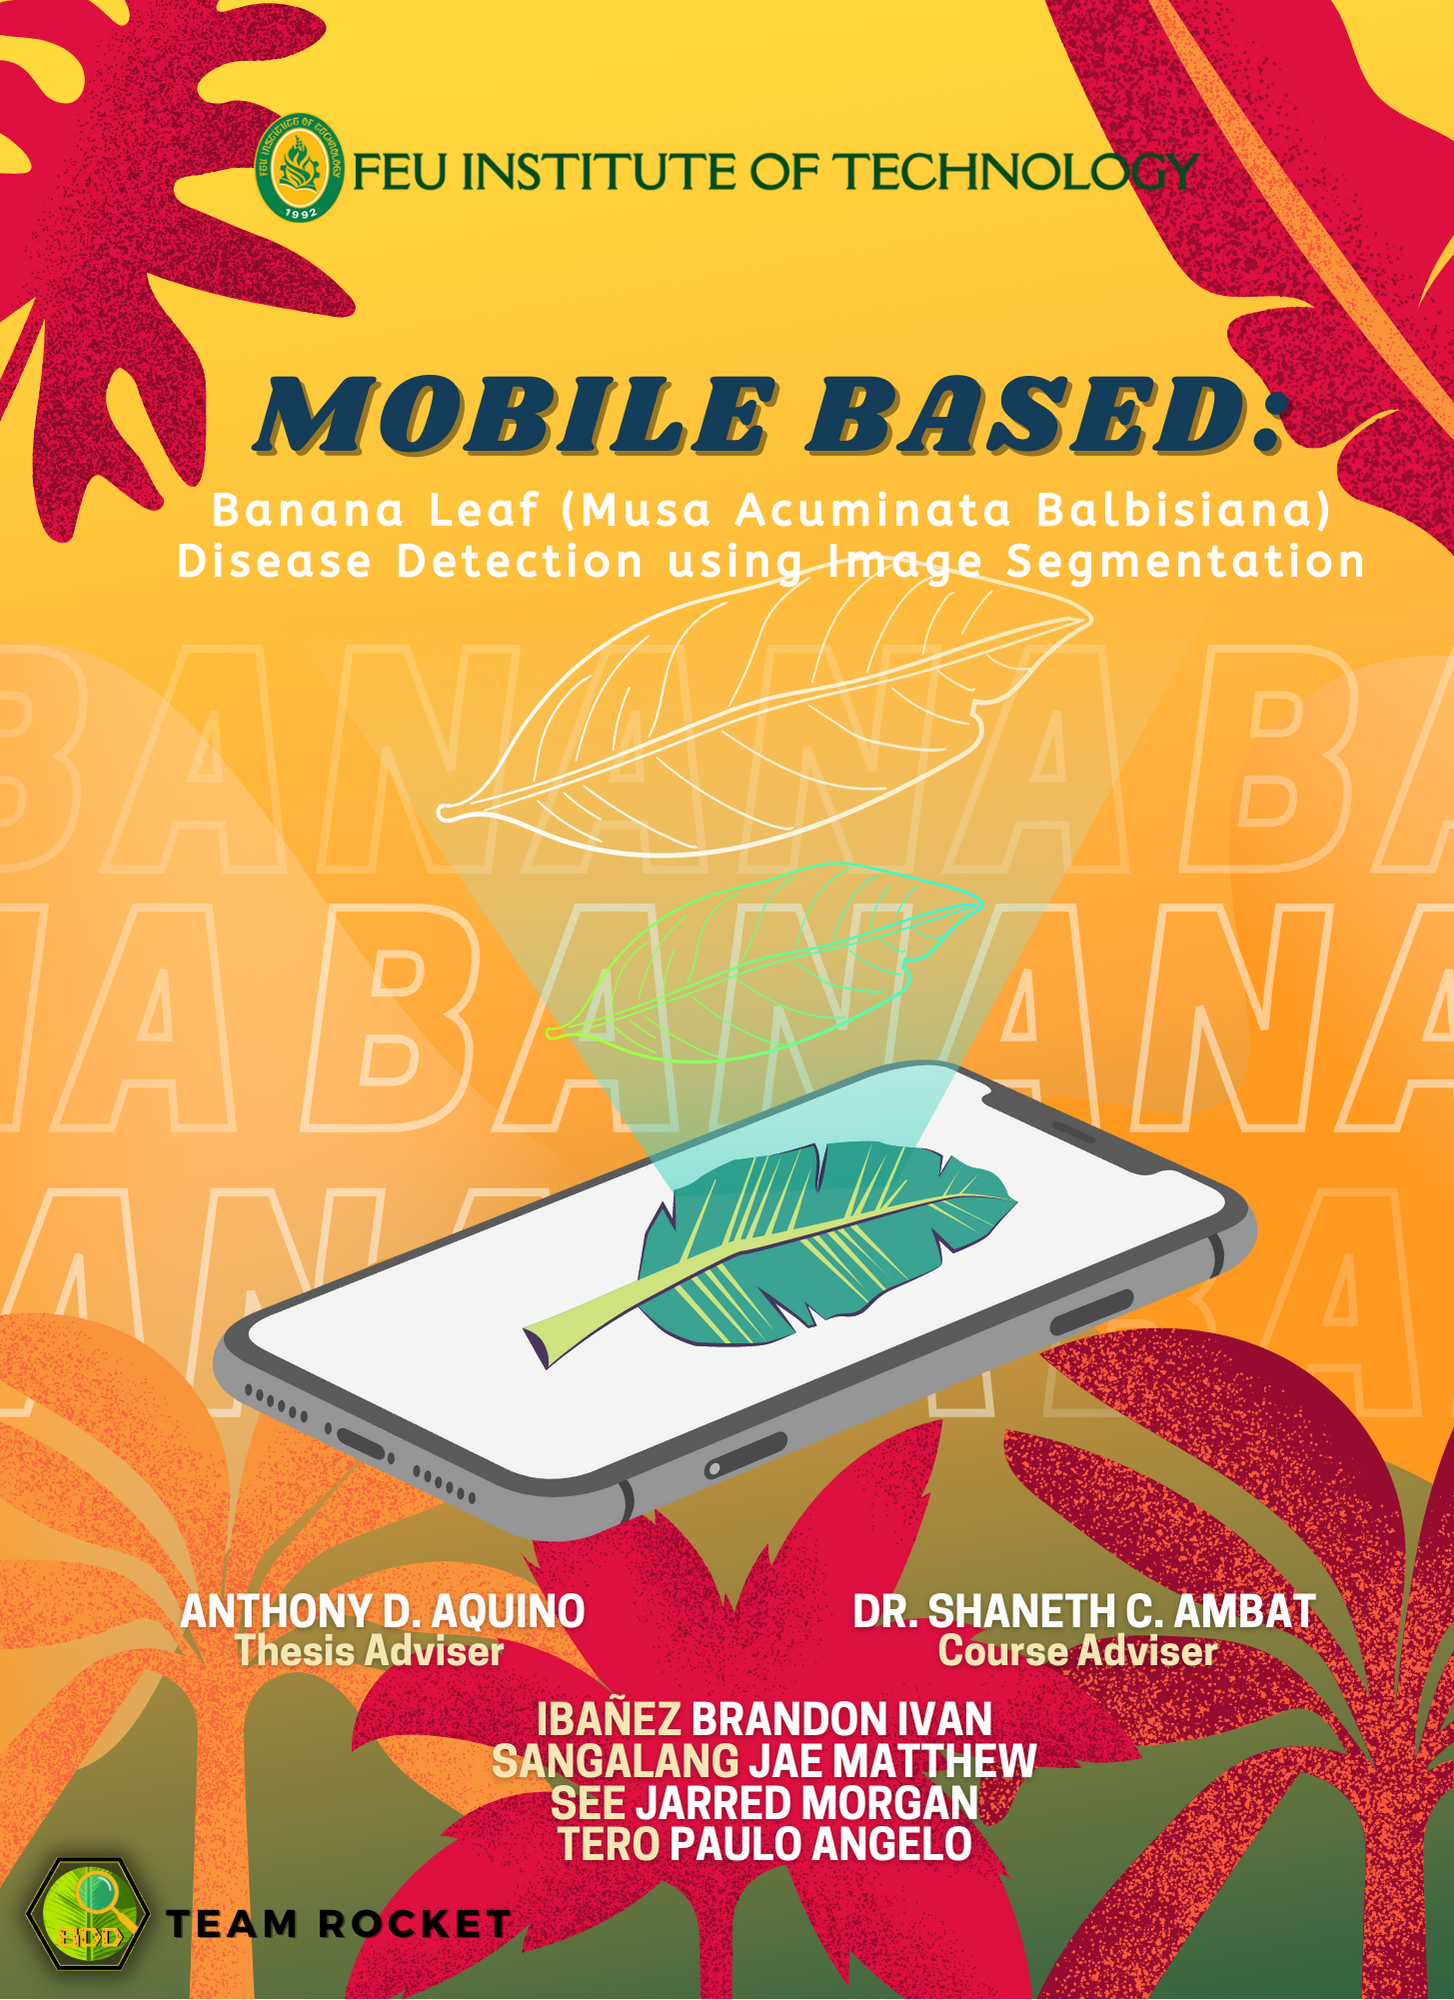 FEU INSTITUTE OF TECHNOLOGY
1992
FEU INSTITUTE OF TECHNOLOGY
MOBILE BASED:
Banana Leaf (Musa Acuminata Balbisiana)
Disease Detection using Image Segmentation
BANANABA
NABANANA
ANA BA
ANTHONY D. AQUINO
Thesis Adviser
DR. SHANETH C. AMBAT
Course Adviser
IBAÑEZ BRANDON IVAN
SANGALANG JAE MATTHEW
SEE JARRED MORGAN
TERO PAULO ANGELO
BDD
TEAM ROCKET